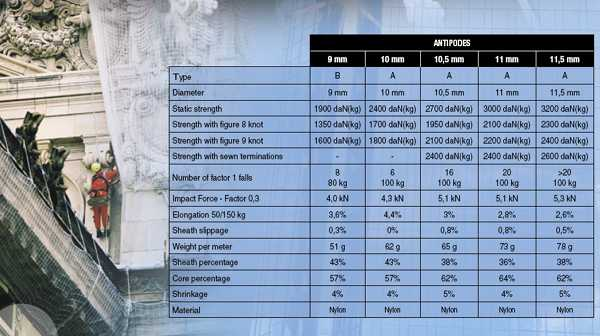 ANTIPODES
9 mm 10 mm 10,5 mm 11 mm 11,5 mm
Type B A A A A
Diameter 9 mm 10 mm 10,5 mm 11 mm 11,5 mm
Static strength 1900 daN(kg) 2400 daN(kg) 2700 daN(kg) 3000 daN(kg) 3200 daN(kg)
Strength with figure 8 knot 1350 daN(kg) 1700 daN(kg) 1950 daN(kg) 2100 daN(kg) 2300 daN(kg)
Strength with figure 9 knot 1600 daN(kg) 1800 daN(kg) 2100 daN(kg) 2200 daN(kg) 2400 daN(kg)
Strength with sewn terminations - - 2400 daN(kg) 2400 daN(kg) 2600 daN(kg)
Number of factor 1 falls 8 6 16 20 >20
80 kg 100 kg 100 kg 100 kg 100 kg
Impact Force - Factor 0,3 4,0 kN 4,3 kN 5,1 kN 5,1 kN 5,3 kN
Elongation 50/150 kg 3,6% 4,4% 3% 2,8% 2,6%
Sheath slippage 0,3% 0% 0,8% 0,8% 0,5%
Weight per meter 51 g 62 g 65 g 73 g 78 g
Sheath percentage 43% 43% 38% 36% 38%
Core percentage 57% 57% 62% 64% 62%
Shrinkage 4% 4% 5% 4% 5%
Material Nylon Nylon Nylon Nylon Nylon